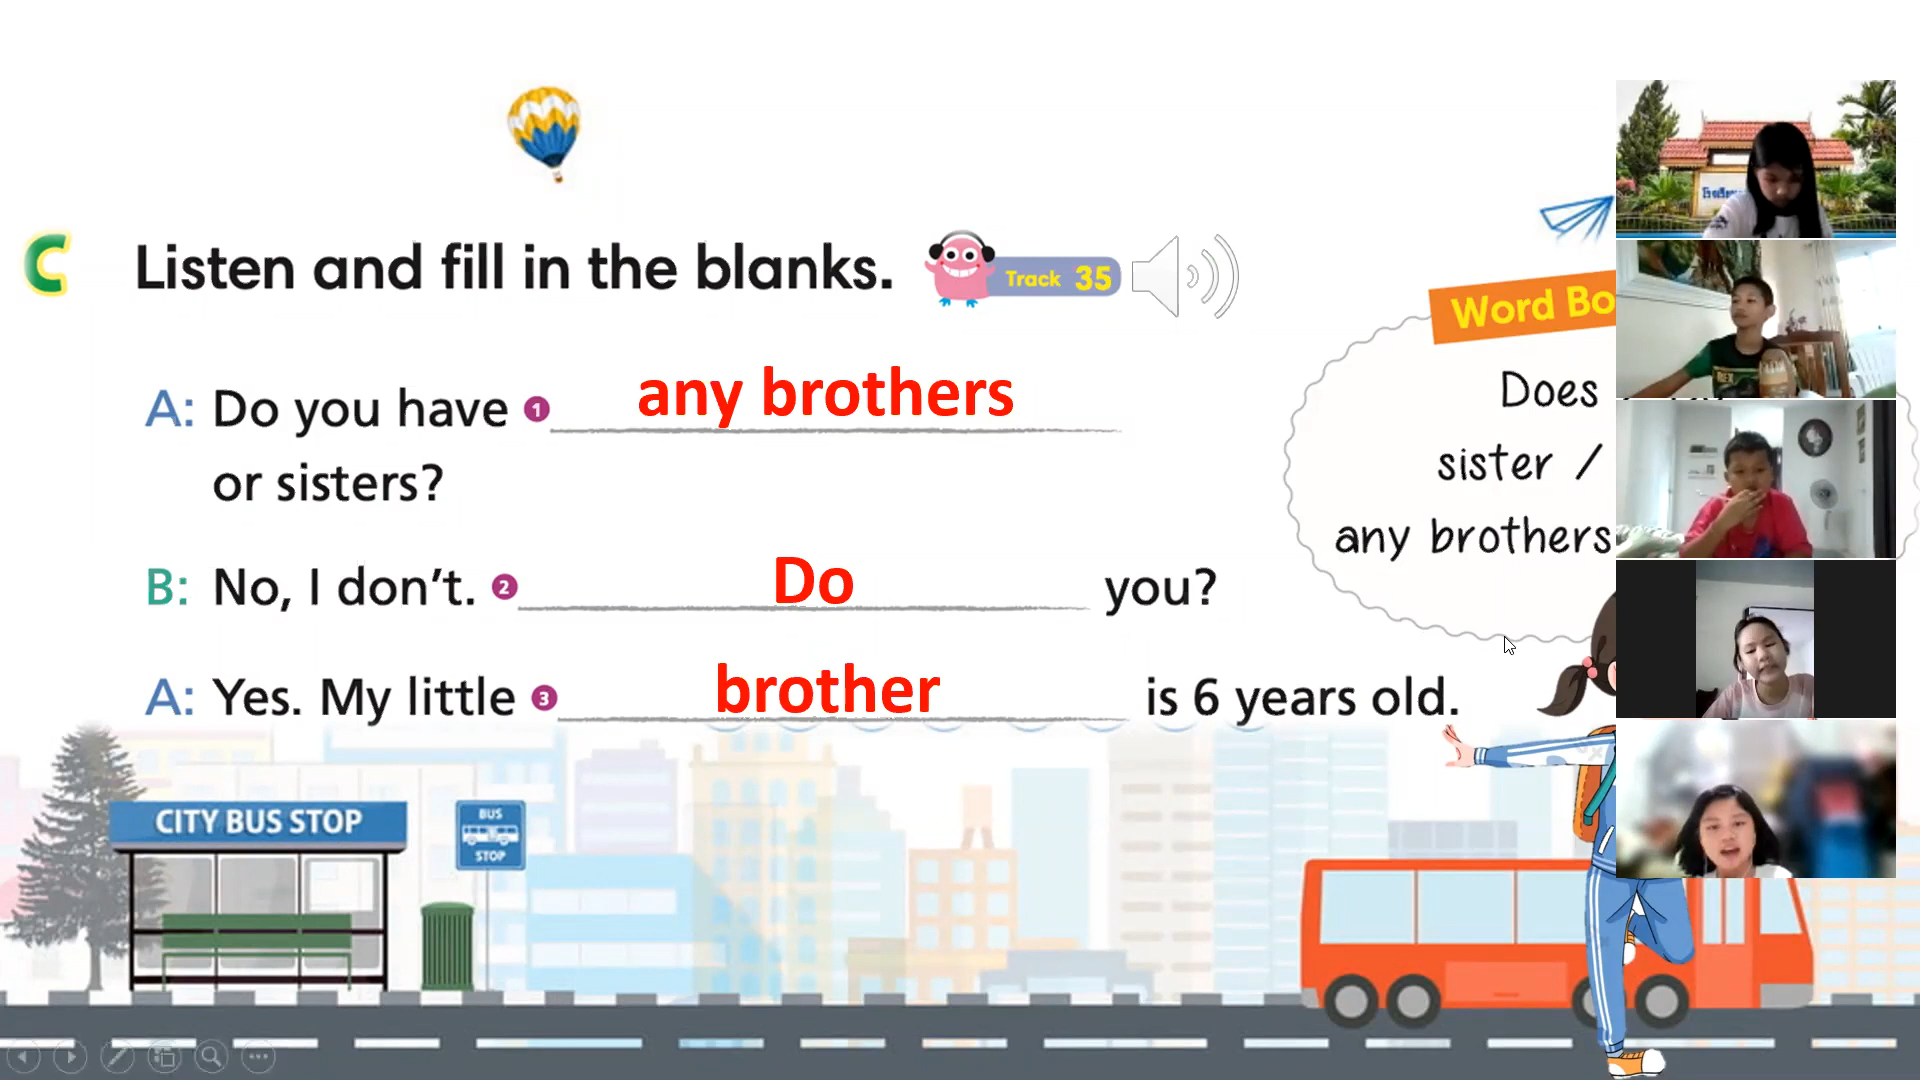 C Listen and fill in the blanks. Track 35
Word Bo
Does
sister /
any brothers
A: Do you have 1 any brothers
or sisters?
B: No, I don't. 2 Do you?
A: Yes. My little 3 brother is 6 years old.
CITY BUS STOP
BUS
STOP